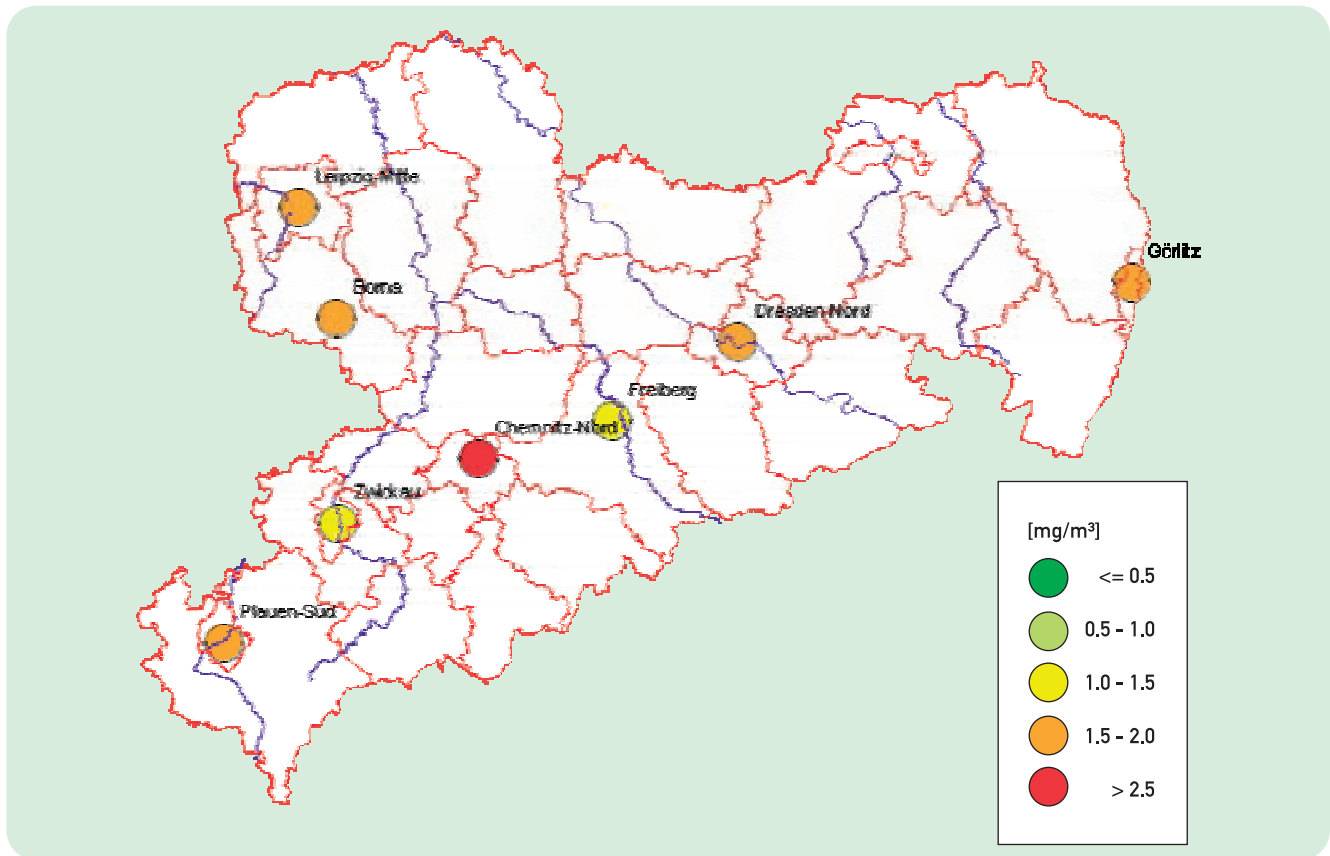 Leipzig-Mitte
Görlitz
Borna
Dresden-Nord
Freiberg
Chemnitz-Nord
Zwickau
Plauen-Süd
[mg/m³]
<= 0.5
0.5 - 1.0
1.0 - 1.5
1.5 - 2.0
> 2.5